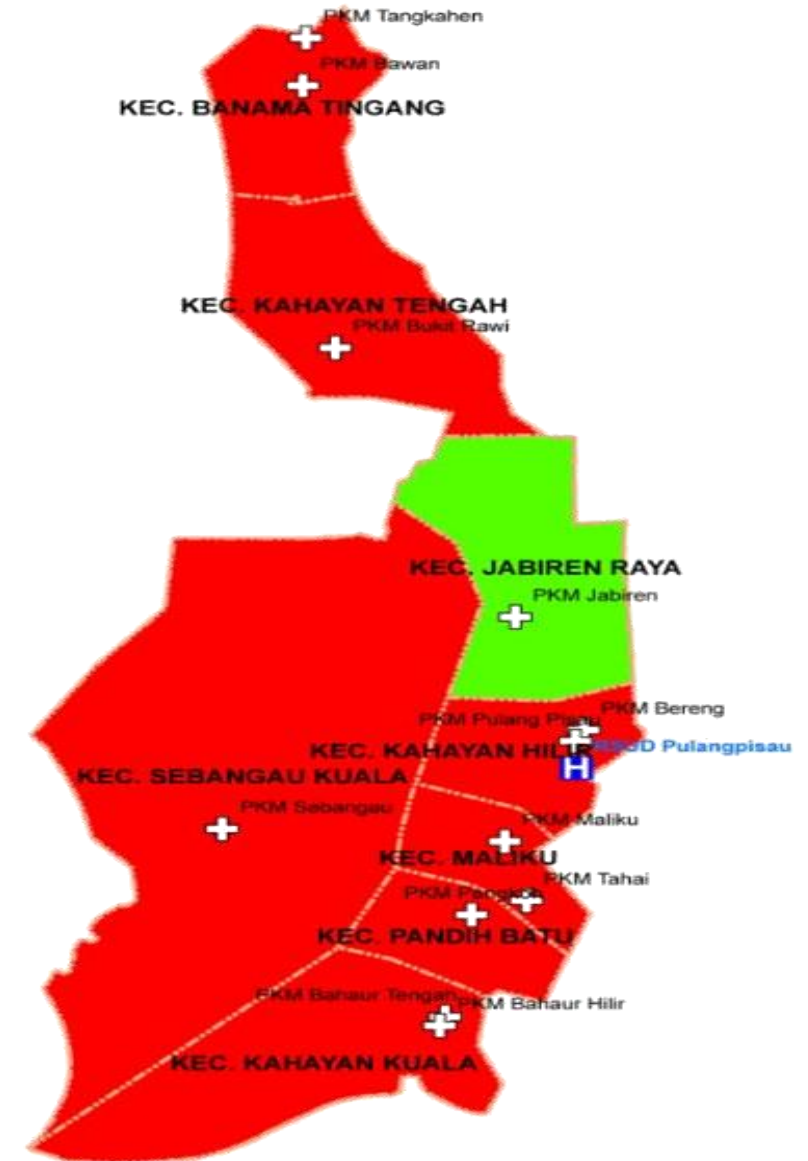 PKM Tangkahen
PKM Bawan
KEC. BANAMA TINGANG
KEC. KAHAYAN TENGAH
PKM Bukit Rawi
KEC. JABIREN RAYA
PKM Jabiren
PKM Bereng
PKM Pulang Pisau
RSUD Pulangpisau
KEC. KAHAYAN HILIR
H
KEC. SEBANGAU KUALA
PKM Sebangau
PKM Maliku
KEC. MALIKU
PKM Tahai
PKM Pangkoh
KEC. PANDIH BATU
PKM Bahaur Tengah
PKM Bahaur Hilir
KEC. KAHAYAN KUALA